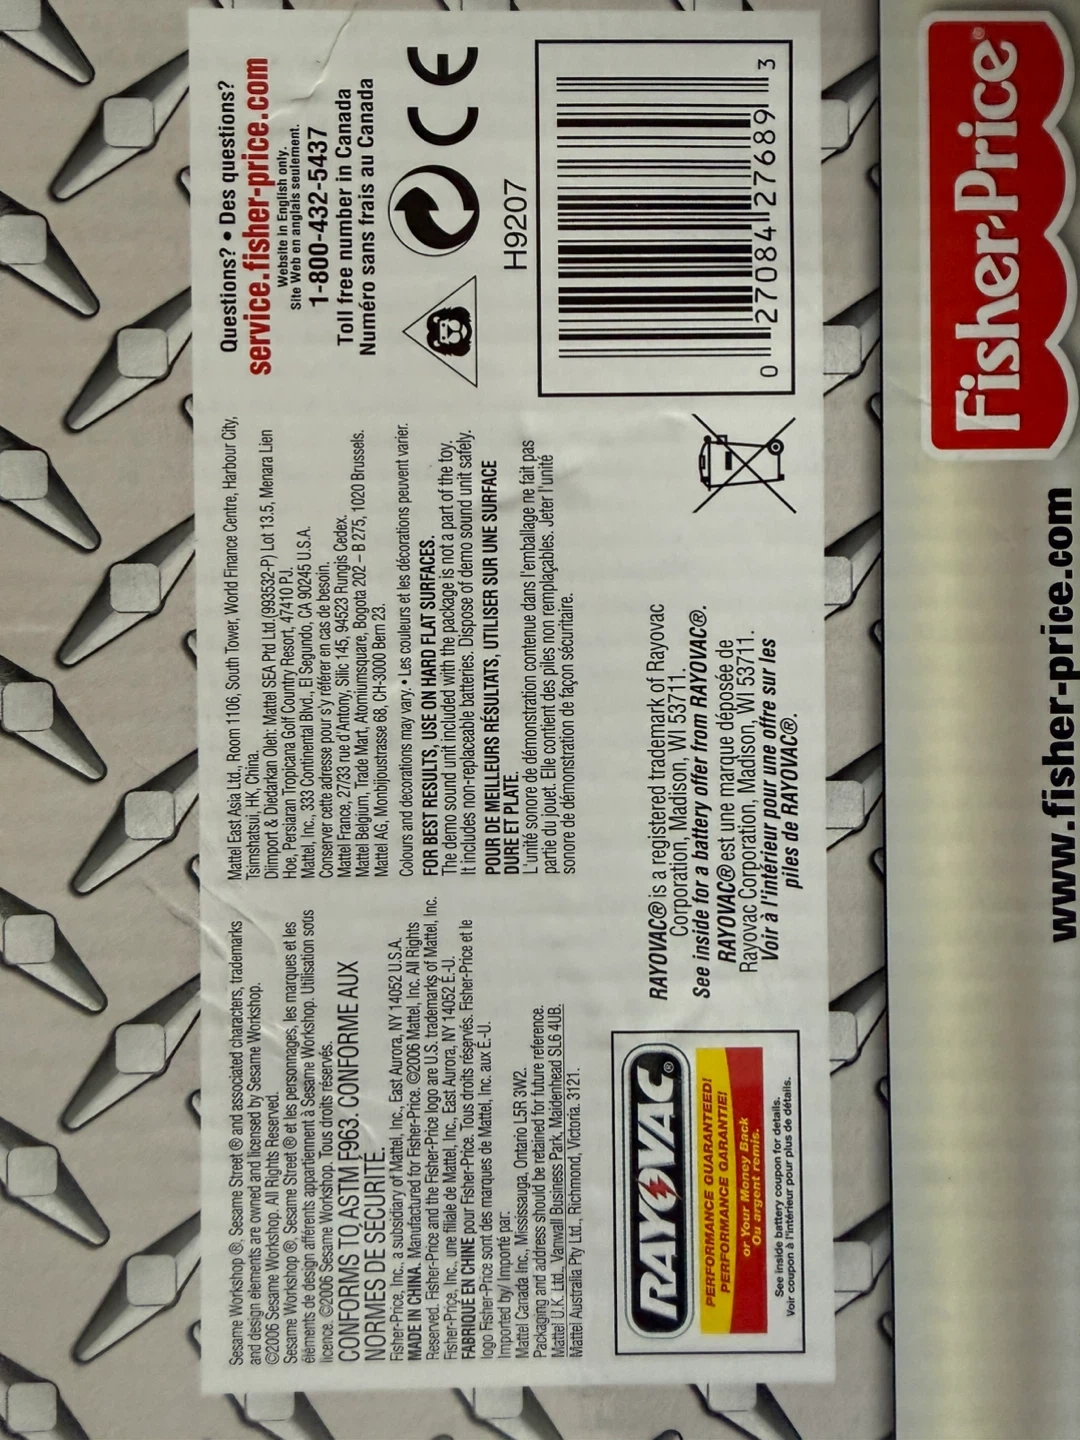 Sesame Workshop ®, Sesame Street ® and associated characters, trademarks
and design elements are owned and licensed by Sesame Workshop.
©2006 Sesame Workshop. All Rights Reserved.
Sesame Workshop ®, Sesame Street ® et les personnages, les marques et les
éléments de design afférents appartiennent à Sesame Workshop. Utilisation sous
licence. ©2006 Sesame Workshop. Tous droits réservés.
CONFORMS TO ASTM F963. CONFORME AUX
NORMES DE SÉCURITÉ.
Fisher-Price, Inc., a subsidiary of Mattel, Inc., East Aurora, NY 14052 U.S.A.
MADE IN CHINA. Manufactured for Fisher-Price. ©2006 Mattel, Inc. All Rights
Reserved. Fisher-Price and the Fisher-Price logo are U.S. trademarks of Mattel, Inc.
Fisher-Price, Inc., une filiale de Mattel, Inc., East Aurora, NY 14052 É.-U.
FABRIQUÉ EN CHINE pour Fisher-Price. Tous droits réservés. Fisher-Price et le
logo Fisher-Price sont des marques de Mattel, Inc. aux É.-U.
Imported by/ Importé par:
Mattel Canada Inc., Mississauga, Ontario L5R 3W2.
Packaging and address should be retained for future reference.
Mattel U.K. Ltd., Vanwall Business Park, Maidenhead SL6 4UB.
Mattel Australia Pty Ltd., Richmond, Victoria. 3121.
RAYOVAC®
PERFORMANCE GUARANTEED!
PERFORMANCE GARANTIE!
or Your Money Back
Ou argent remis.
See inside battery coupon for details.
Voir coupon à l'intérieur pour plus de détails.
Mattel East Asia Ltd., Room 1106, South Tower, World Finance Centre, Harbour City,
Tsimshatsui, HK, China.
Diimport & Diedarkan Oleh: Mattel SEA Ptd Ltd.(993532-P) Lot 13.5, Menara Lien
Hoe, Persiaran Tropicana Golf Country Resort, 47410 PJ.
Mattel, Inc., 333 Continental Blvd., El Segundo, CA 90245 U.S.A.
Conserver cette adresse pour s'y référer en cas de besoin.
Mattel France, 27/33 rue d'Antony, Silic 145, 94523 Rungis Cedex.
Mattel Belgium, Trade Mart, Atomiumsquare, Bogota 202 – B 275, 1020 Brussels.
Mattel AG, Monbijoustrasse 68, CH-3000 Bern 23.
Colours and decorations may vary. • Les couleurs et les décorations peuvent varier.
FOR BEST RESULTS, USE ON HARD FLAT SURFACES.
The demo sound unit included with the package is not a part of the toy.
It includes non-replaceable batteries. Dispose of demo sound unit safely.
POUR DE MEILLEURS RÉSULTATS, UTILISER SUR UNE SURFACE
DURE ET PLATE.
L'unité sonore de démonstration contenue dans l'emballage ne fait pas
partie du jouet. Elle contient des piles non remplaçables. Jeter l'unité
sonore de démonstration de façon sécuritaire.
RAYOVAC® is a registered trademark of Rayovac
Corporation, Madison, WI 53711.
See inside for a battery offer from RAYOVAC®.
RAYOVAC® est une marque déposée de
Rayovac Corporation, Madison, WI 53711.
Voir à l'intérieur pour une offre sur les
piles de RAYOVAC®.
Questions? • Des questions?
service.fisher-price.com
Website in English only.
Site Web en anglais seulement.
1-800-432-5437
Toll free number in Canada
Numéro sans frais au Canada
CE
H9207
0 27084 27689 3
Fisher-Price®
www.fisher-price.com